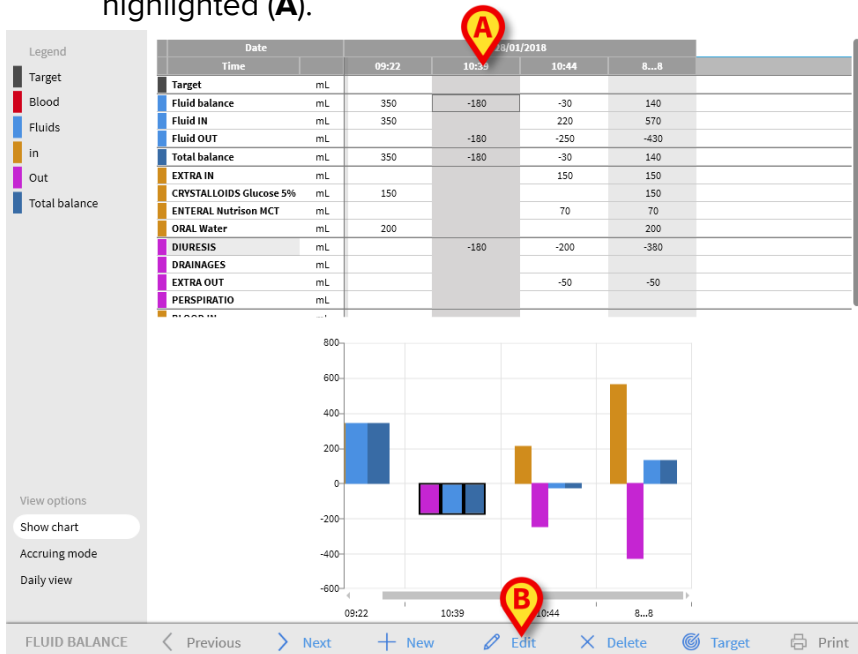 highlighted (A).
A
Legend
Target
Blood
Fluids
in
Out
Total balance
Date 28/01/2018
Time 09:22 10:39 10:44 8...8
Target mL
Fluid balance mL 350 -180 -30 140
Fluid IN mL 350 220 570
Fluid OUT mL -180 -250 -430
Total balance mL 350 -180 -30 140
EXTRA IN mL 150 150
CRYSTALLOIDS Glucose 5% mL 150 150
ENTERAL Nutrison MCT mL 70 70
ORAL Water mL 200 200
DIURESIS mL -180 -200 -380
DRAINAGES mL
EXTRA OUT mL -50 -50
PERSPIRATIO mL
800
600
400
200
0
-200
-400
-600
09:22 10:39 10:44 8...8
View options
Show chart
Accruing mode
Daily view
B
FLUID BALANCE Previous Next New Edit Delete Target Print